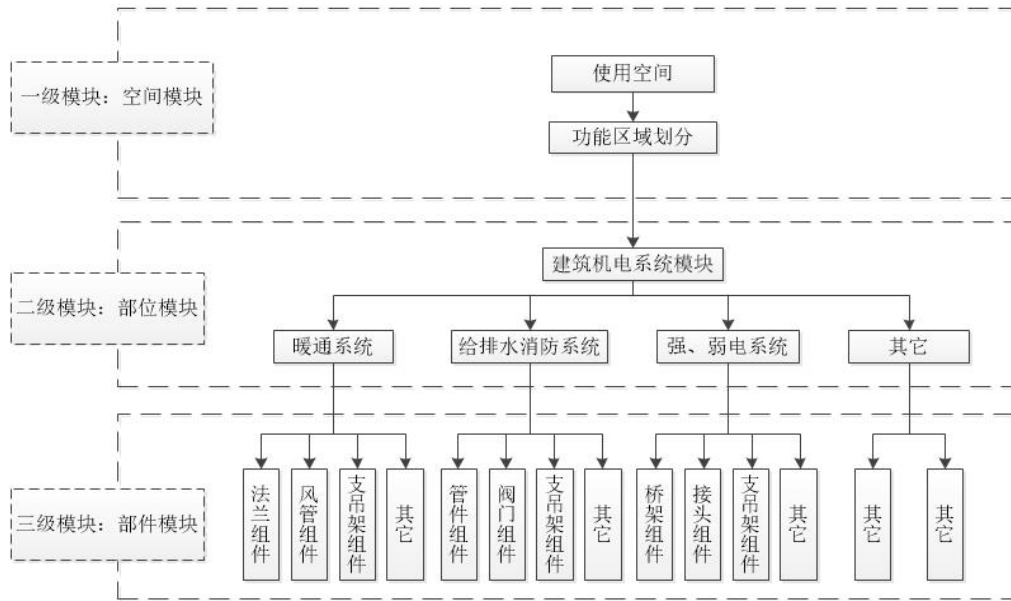 使用空间
一级模块：空间模块
功能区域划分
建筑机电系统模块
二级模块：部位模块
暖通系统
给排水消防系统
强、弱电系统
其它
三级模块：部件模块
法兰组件
风管组件
支吊架组件
其它
管件组件
阀门组件
支吊架组件
其它
桥架组件
接头组件
支吊架组件
其它
其它
其它